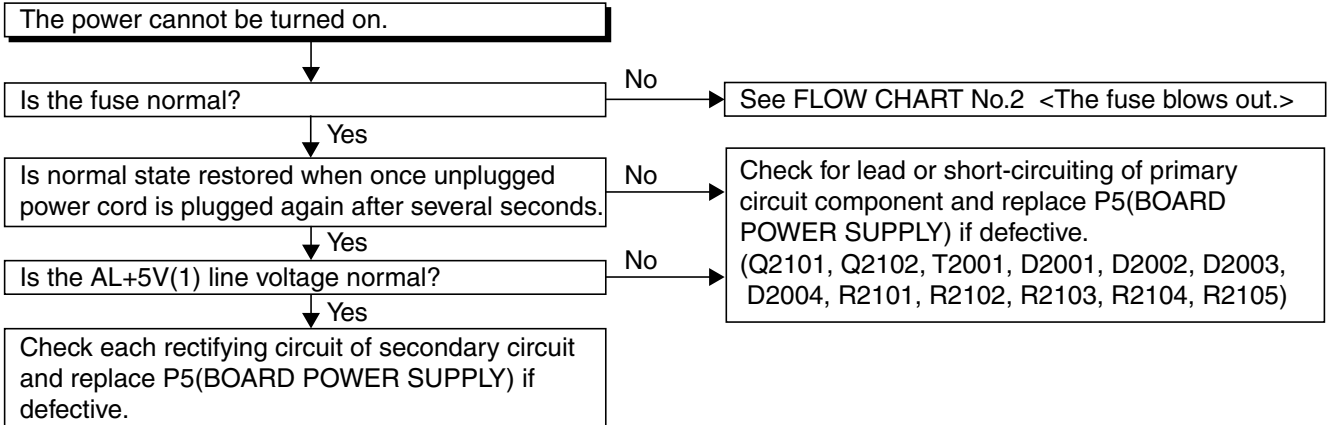 The power cannot be turned on.
Is the fuse normal?
No
See FLOW CHART No.2 <The fuse blows out.>
Yes
Is normal state restored when once unplugged
power cord is plugged again after several seconds.
No
Check for lead or short-circuiting of primary
circuit component and replace P5(BOARD
POWER SUPPLY) if defective.
(Q2101, Q2102, T2001, D2001, D2002, D2003,
D2004, R2101, R2102, R2103, R2104, R2105)
Yes
Is the AL+5V(1) line voltage normal?
No
Yes
Check each rectifying circuit of secondary circuit
and replace P5(BOARD POWER SUPPLY) if
defective.